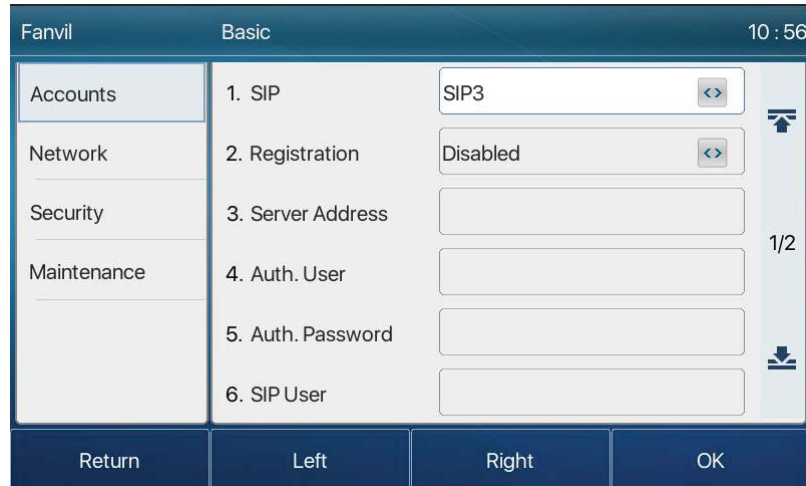 Fanvil Basic 10 : 56
Accounts
Network
Security
Maintenance
1. SIP SIP3 <>
2. Registration Disabled <>
3. Server Address
4. Auth. User
5. Auth. Password
6. SIP User
1/2
Return Left Right OK